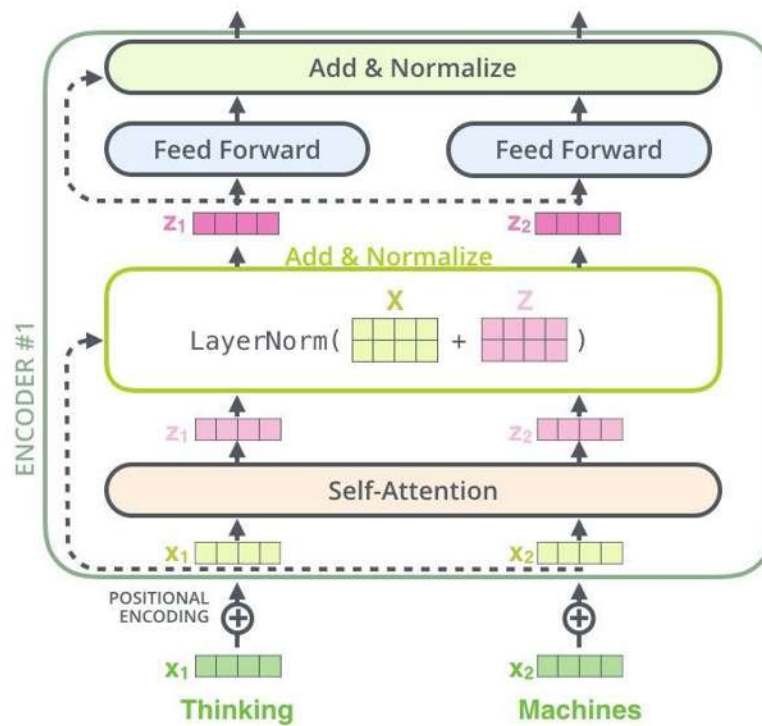 Add & Normalize
Feed Forward
Feed Forward
z1
z2
Add & Normalize
X
Z
LayerNorm( + )
ENCODER #1
z1
z2
Self-Attention
x1
x2
POSITIONAL
ENCODING
x1
x2
Thinking
Machines